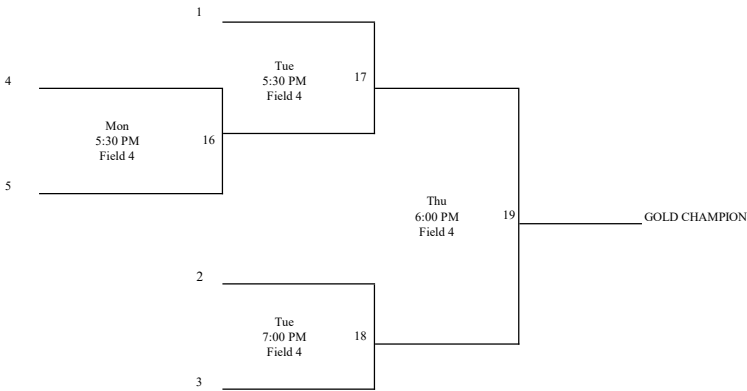 1
Tue
5:30 PM
Field 4
17
4
Mon
5:30 PM
Field 4
16
5
Thu
6:00 PM
Field 4
19
GOLD CHAMPION
2
Tue
7:00 PM
Field 4
18
3